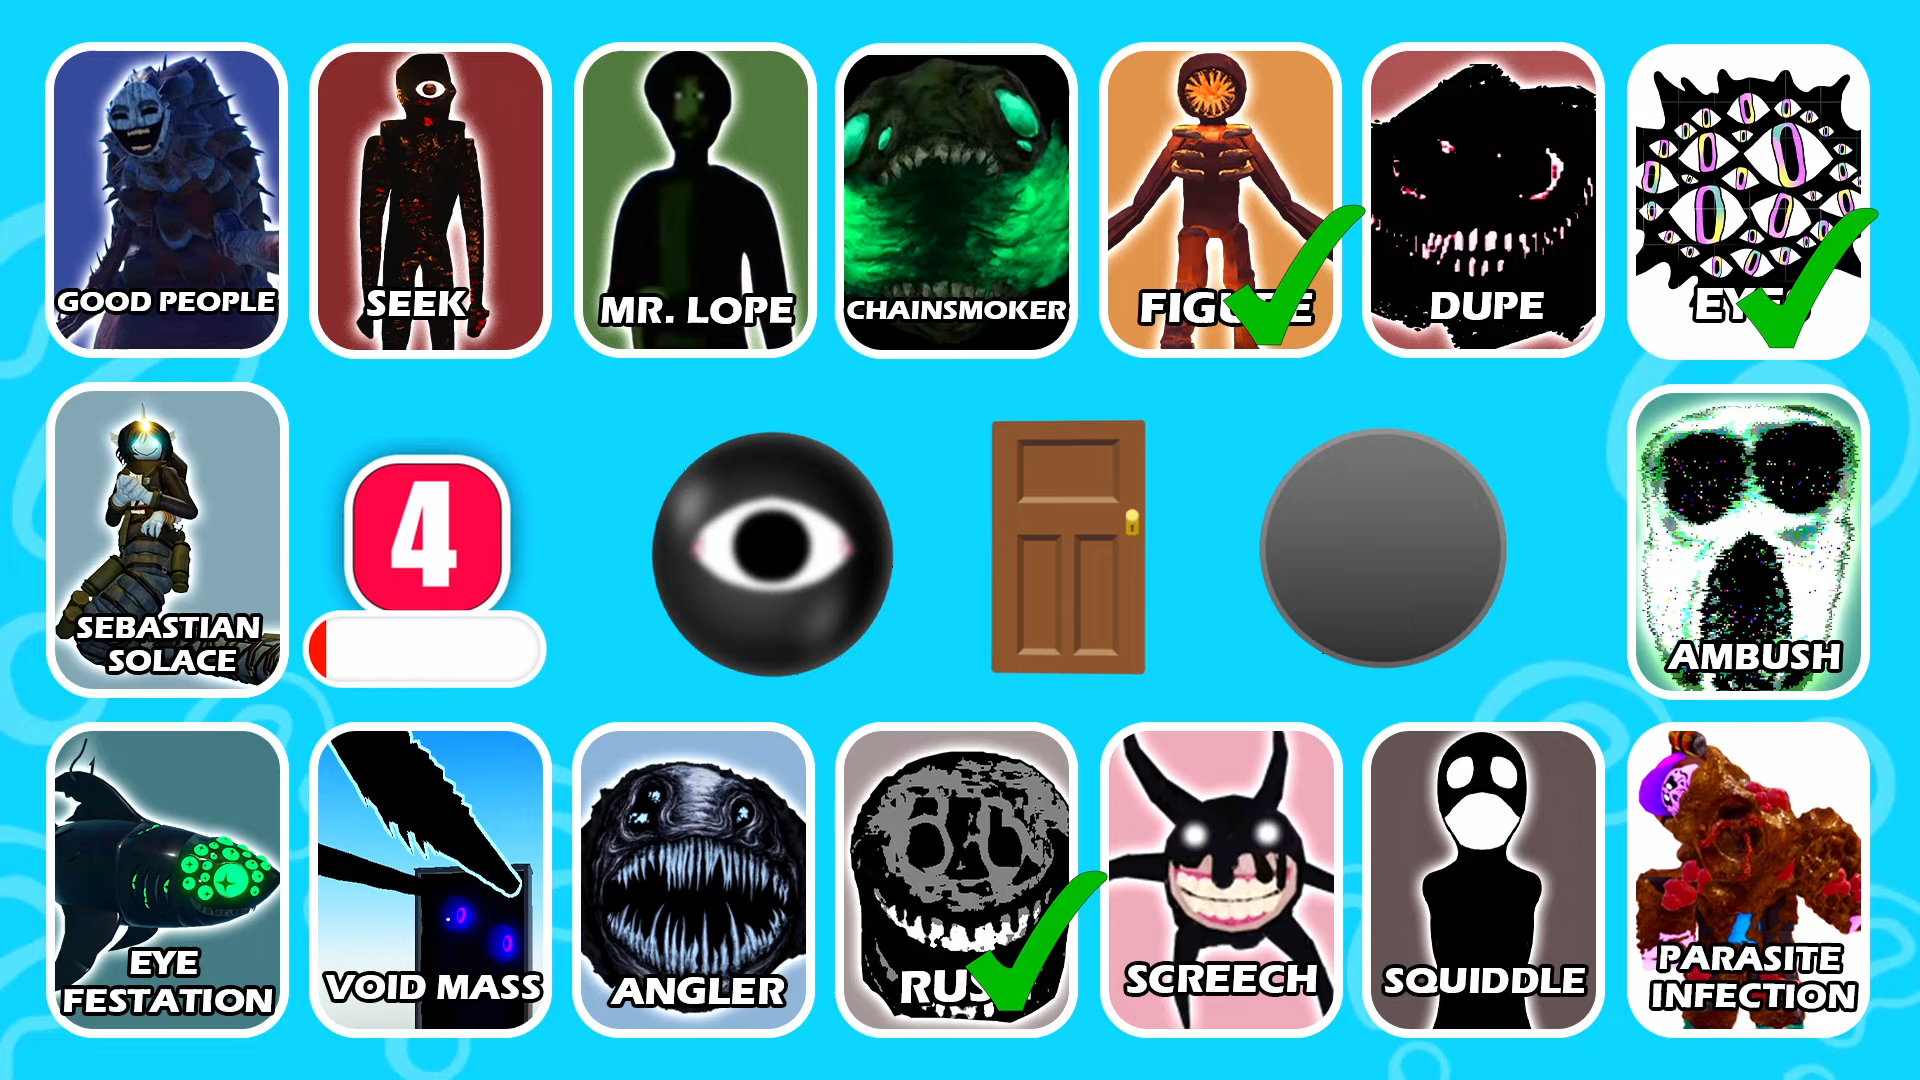 GOOD PEOPLE
SEEK
MR. LOPE
CHAINSMOKER
DUPE
SEBASTIAN
SOLACE
4
AMBUSH
EYE
FESTATION
VOID MASS
ANGLER
SCREECH
SQUIDDLE
PARASITE
INFECTION